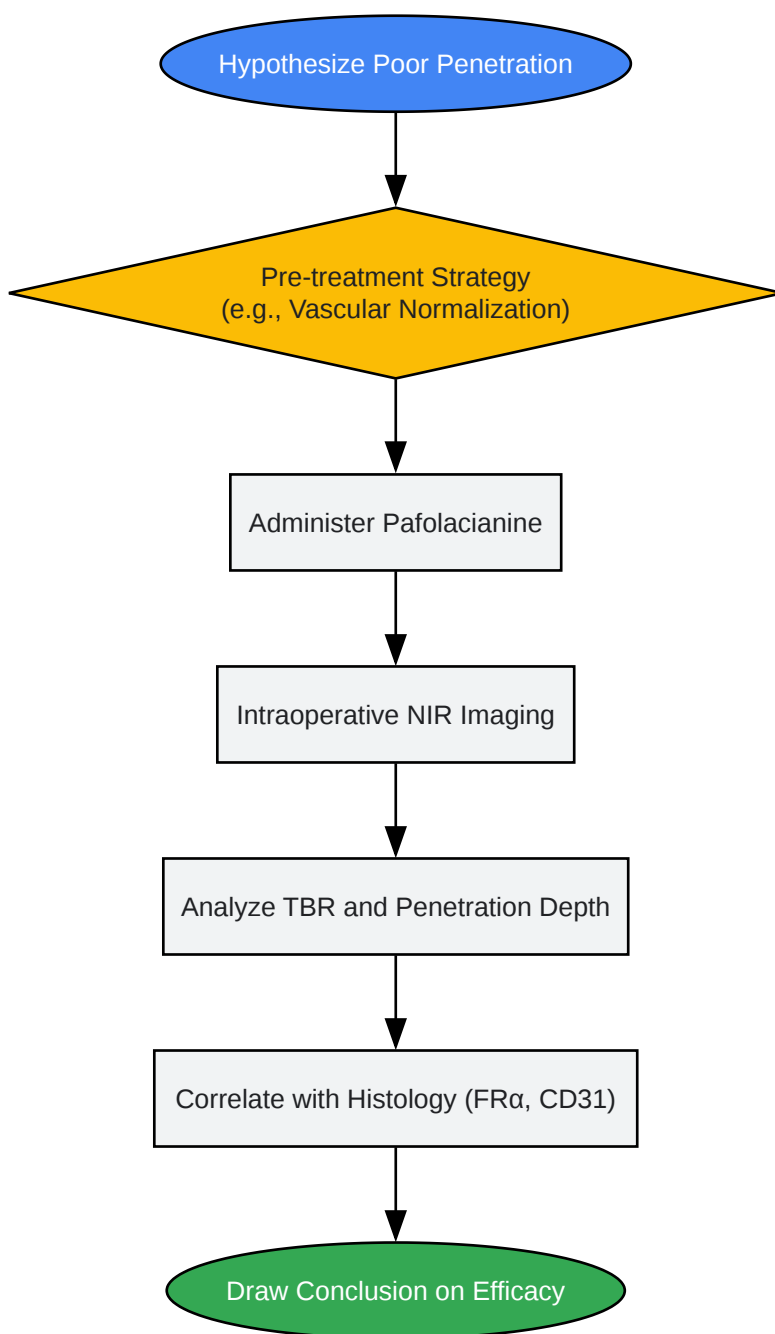 Hypothesize Poor Penetration
Pre-treatment Strategy
(e.g., Vascular Normalization)
Administer Pafolacianine
Intraoperative NIR Imaging
Analyze TBR and Penetration Depth
Correlate with Histology (FRα, CD31)
Draw Conclusion on Efficacy